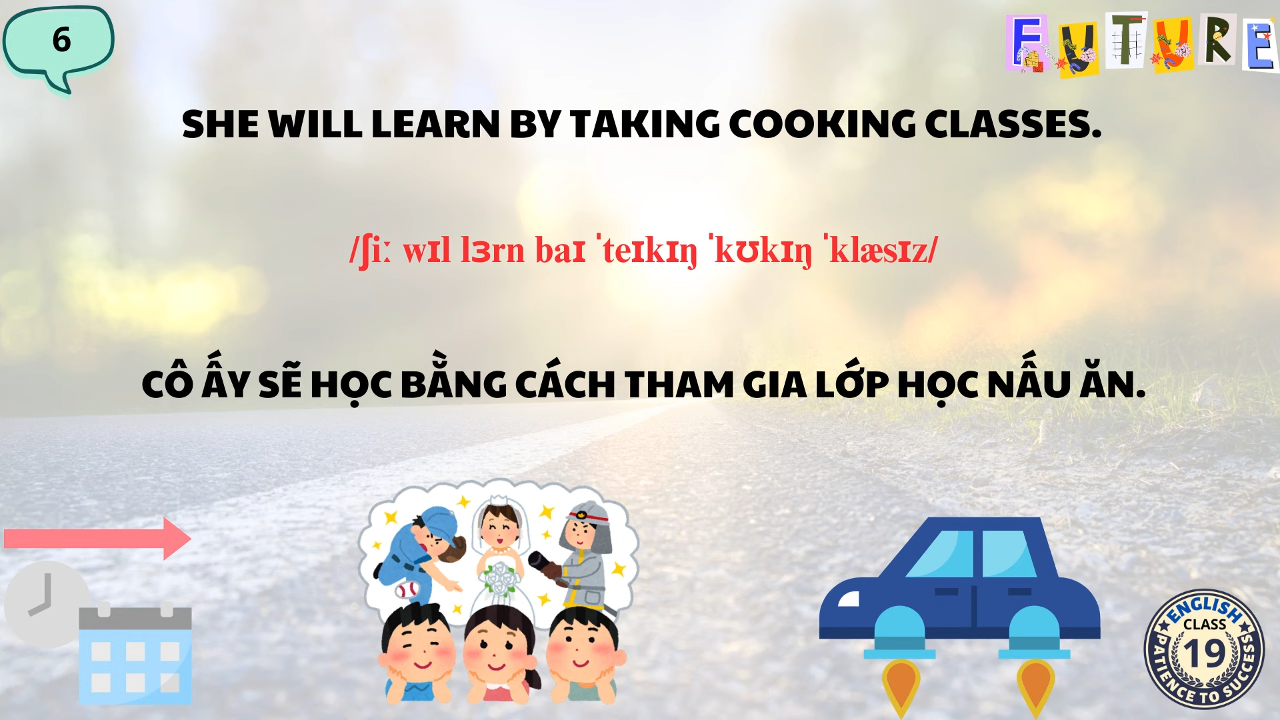 6
FUTURE
SHE WILL LEARN BY TAKING COOKING CLASSES.
/ʃiː wɪl lɜrn baɪ ˈteɪkɪŋ ˈkʊkɪŋ ˈklæsɪz/
CÔ ẤY SẼ HỌC BẰNG CÁCH THAM GIA LỚP HỌC NẤU ĂN.
ENGLISH
CLASS
19
PATIENCE TO SUCCESS